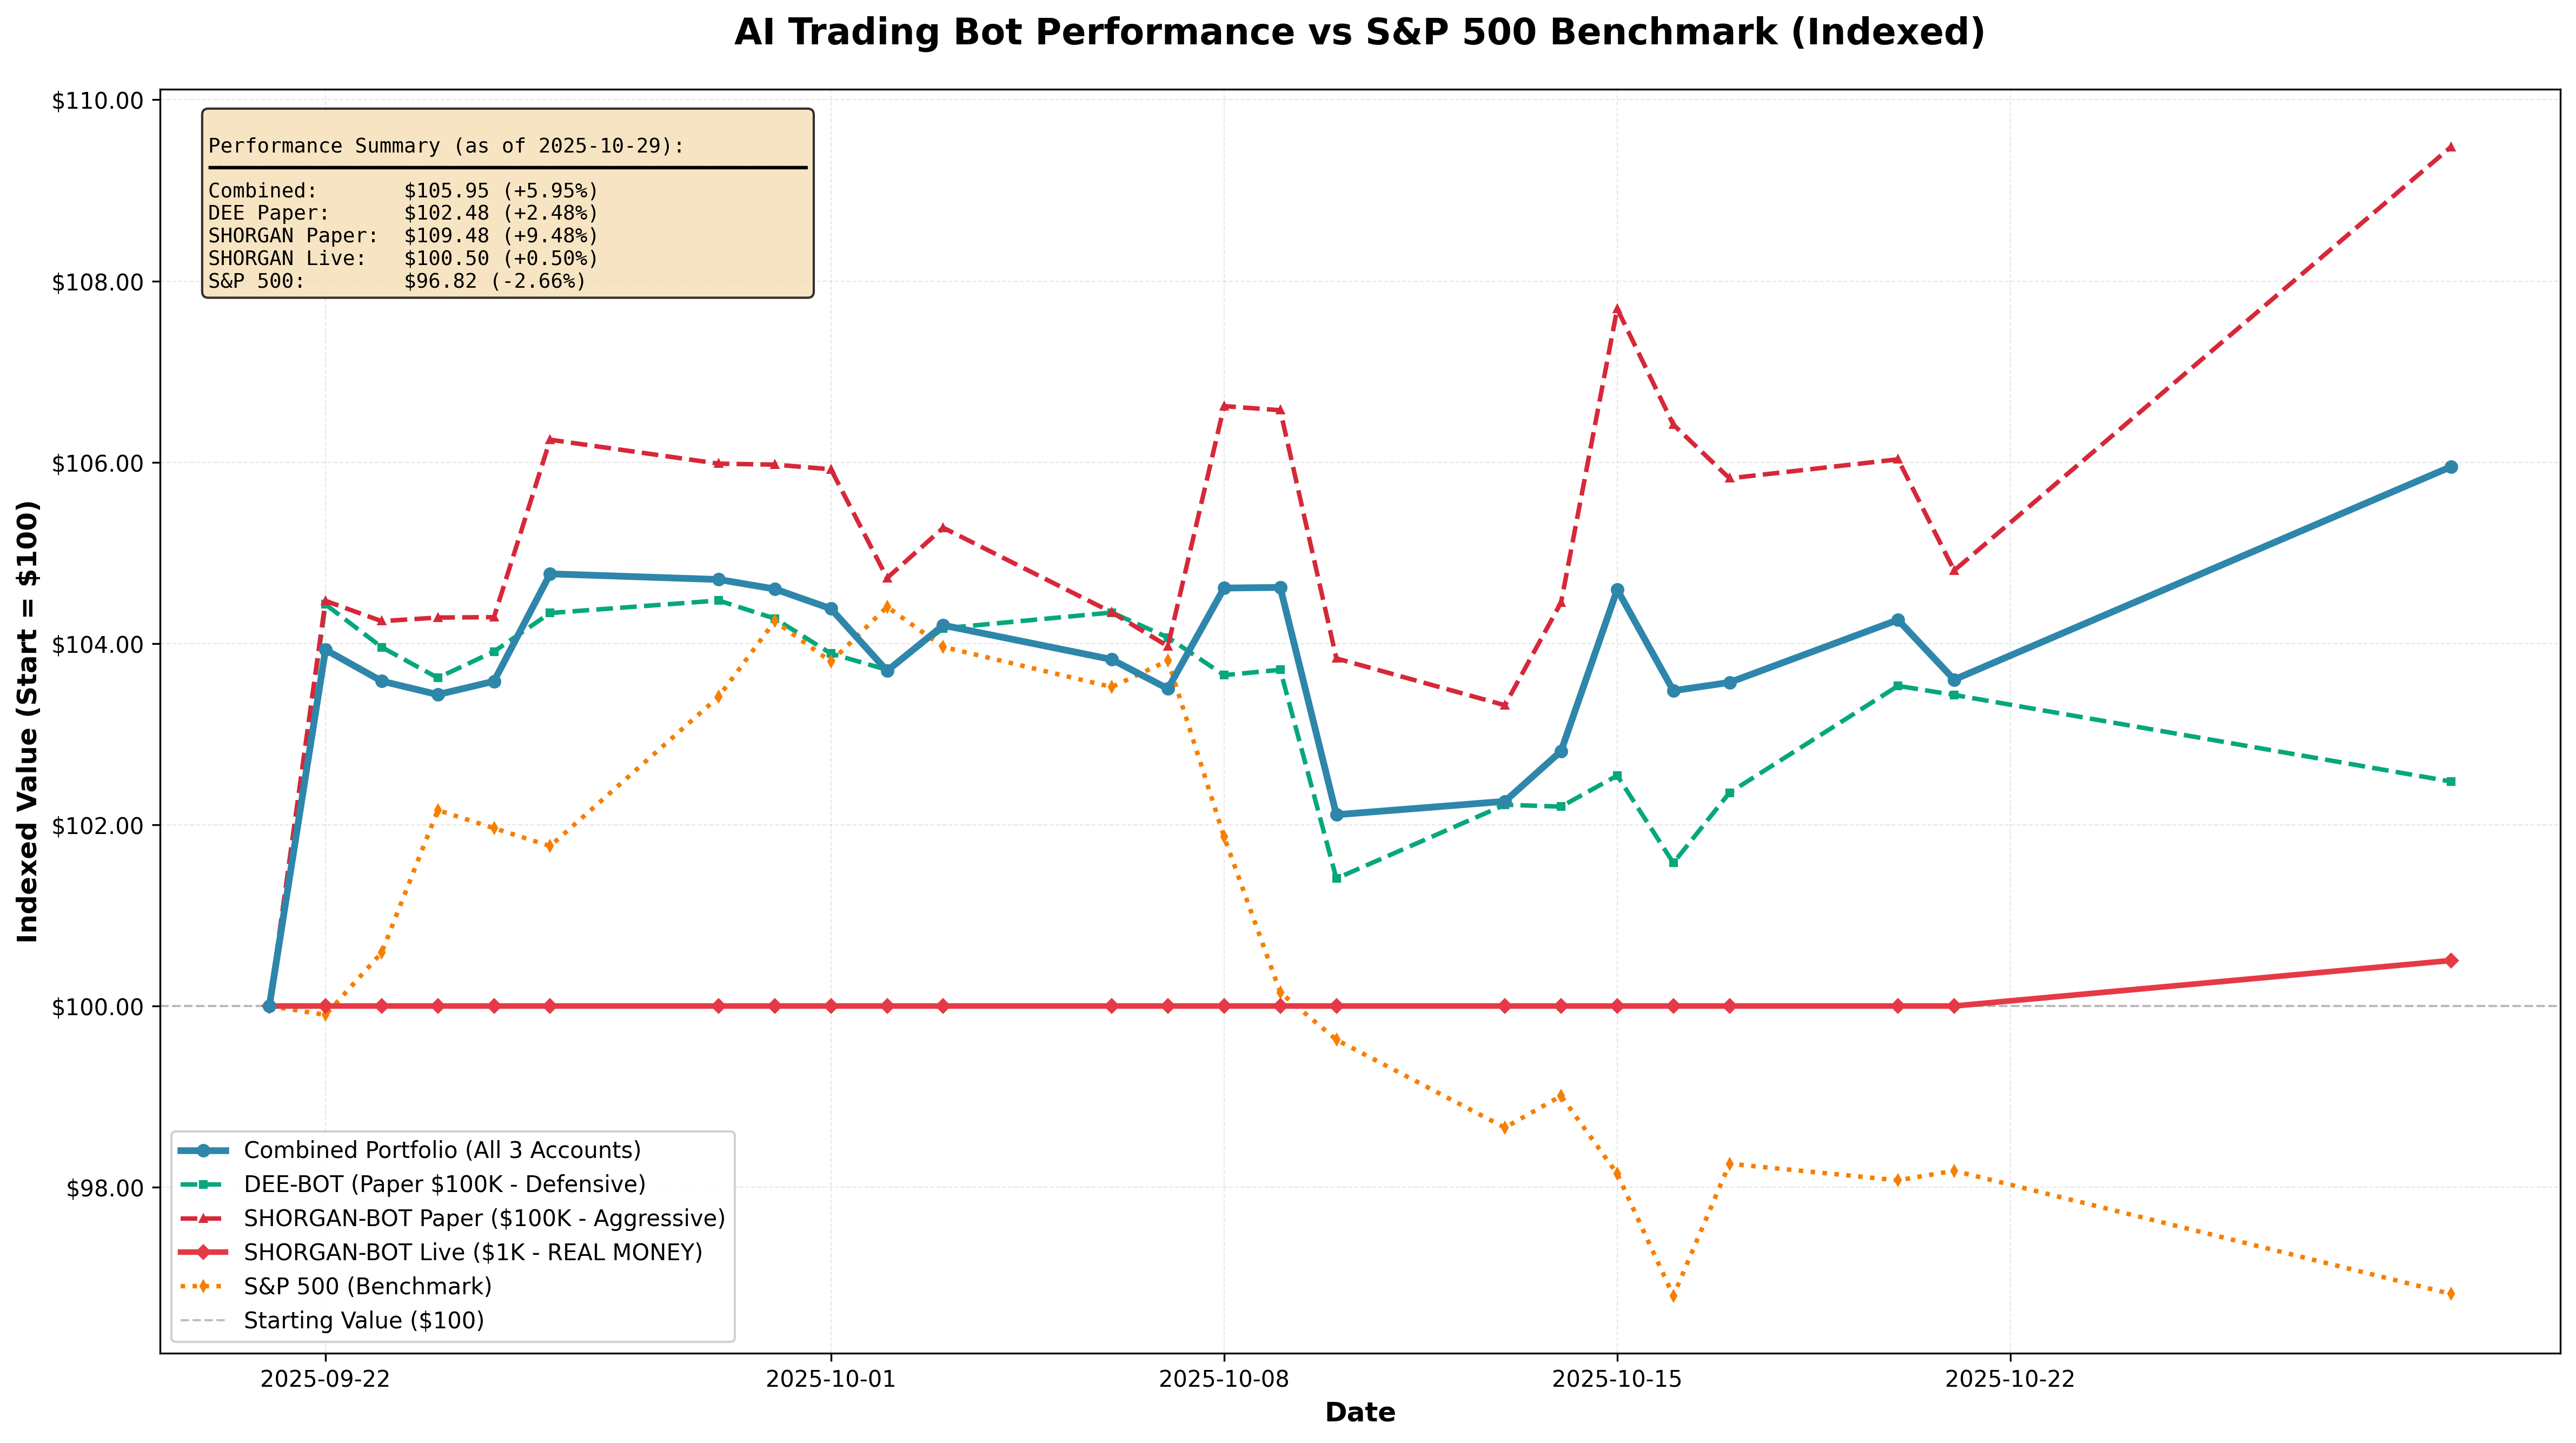 AI Trading Bot Performance vs S&P 500 Benchmark (Indexed)
$110.00
$108.00
$106.00
$104.00
$102.00
$100.00
$98.00
Indexed Value (Start = $100)
Performance Summary (as of 2025-10-29):
Combined: $105.95 (+5.95%)
DEE Paper: $102.48 (+2.48%)
SHORGAN Paper: $109.48 (+9.48%)
SHORGAN Live: $100.50 (+0.50%)
S&P 500: $96.82 (-2.66%)
Combined Portfolio (All 3 Accounts)
DEE-BOT (Paper $100K - Defensive)
SHORGAN-BOT Paper ($100K - Aggressive)
SHORGAN-BOT Live ($1K - REAL MONEY)
S&P 500 (Benchmark)
Starting Value ($100)
2025-09-22
2025-10-01
2025-10-08
2025-10-15
2025-10-22
Date